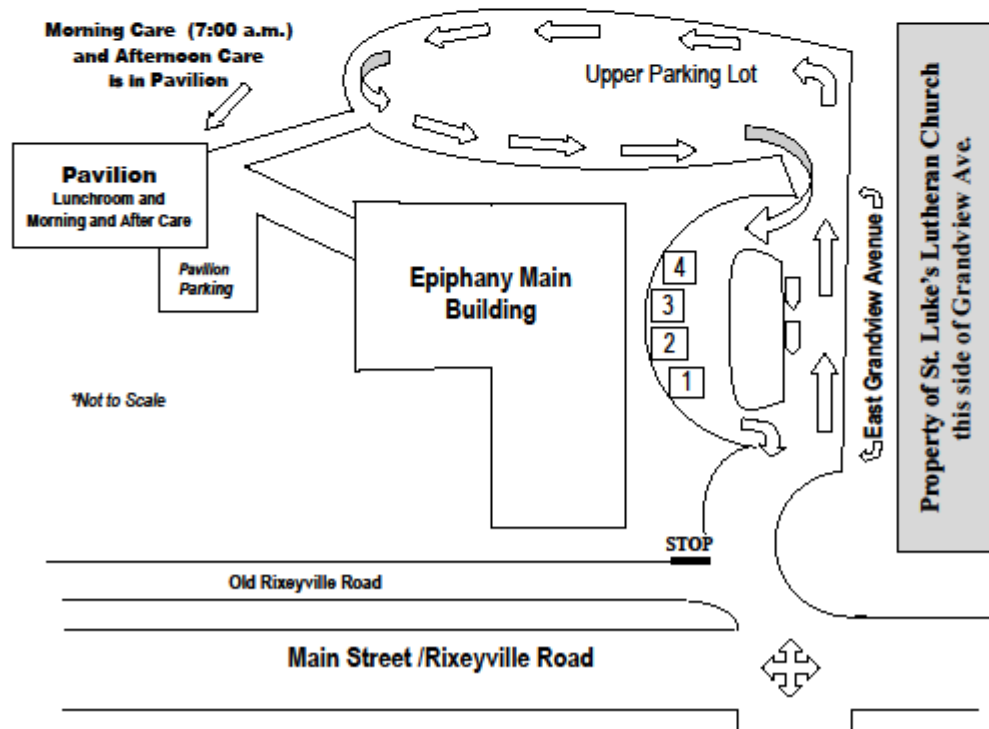 Morning Care (7:00 a.m.)
and Afternoon Care
is in Pavilion
Upper Parking Lot
Pavilion
Lunchroom and
Morning and After Care
Pavilion
Parking
Epiphany Main
Building
4
3
2
1
East Grandview Avenue
Property of St. Luke's Lutheran Church
this side of Grandview Ave.
*Not to Scale
STOP
Old Rixeyville Road
Main Street /Rixeyville Road